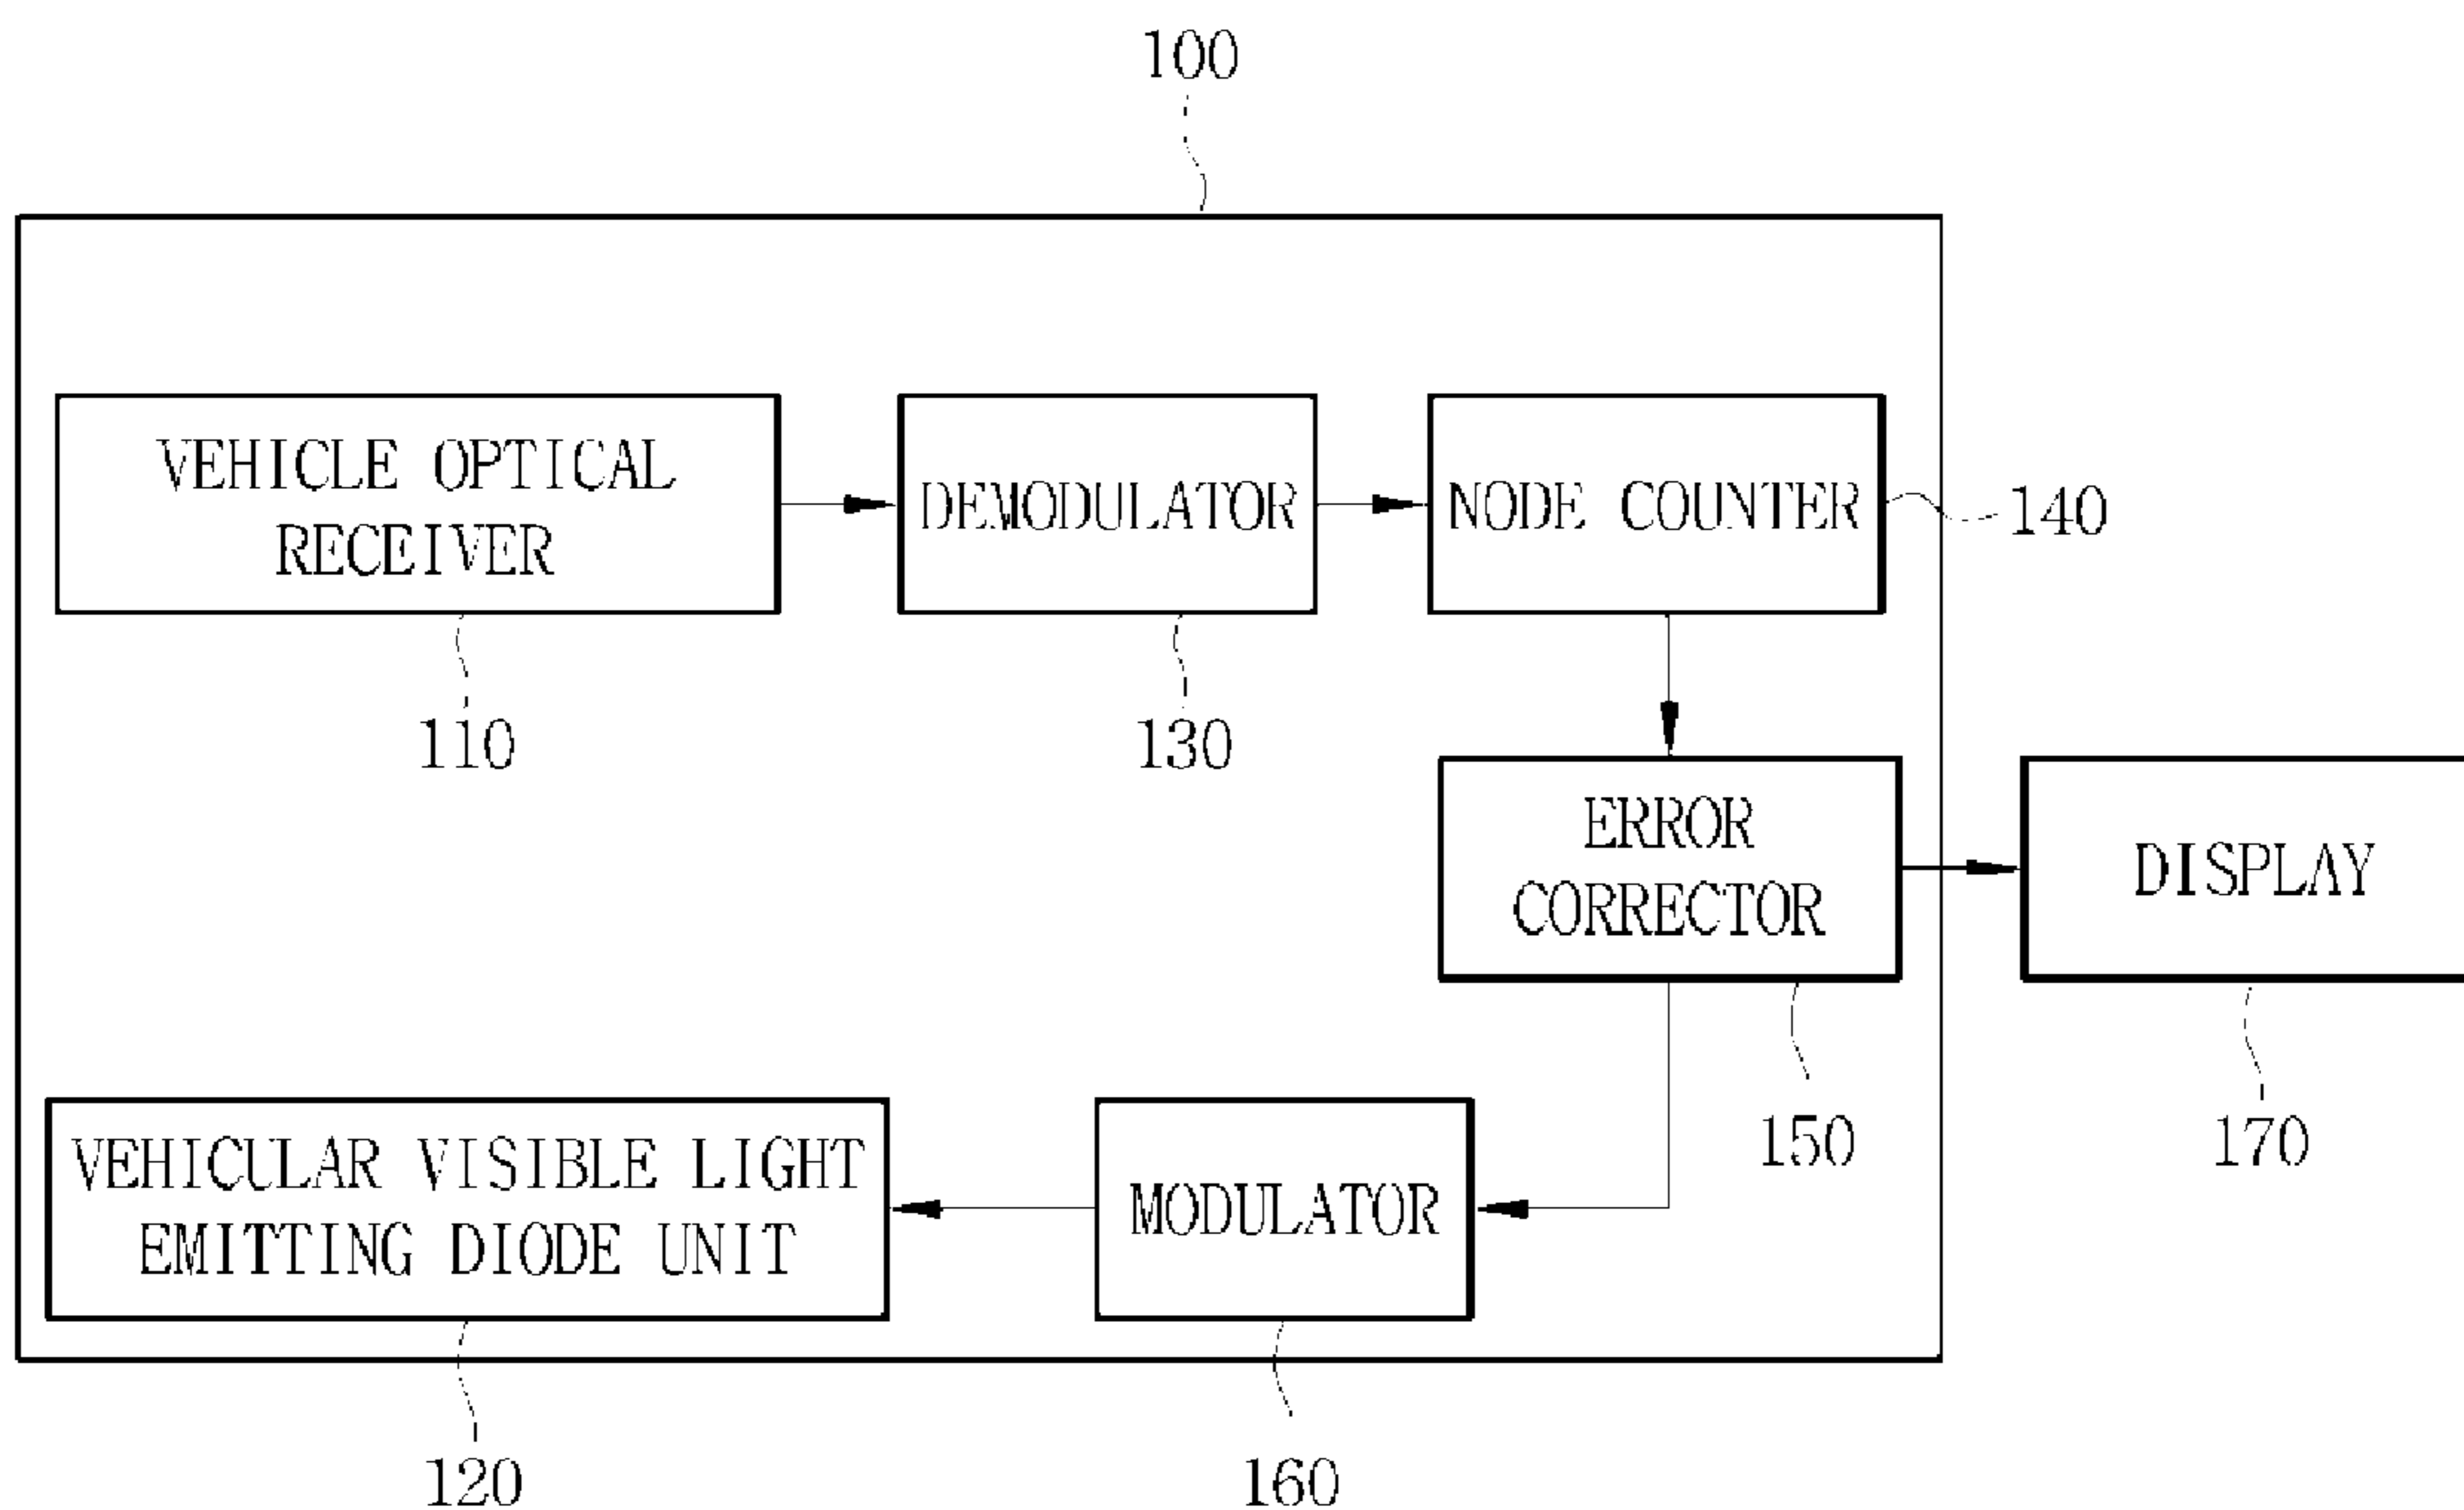 100
VEHICLE OPTICAL
RECEIVER
DEMODULATOR
NODE COUNTER
140
110
130
ERROR
CORRECTOR
DISPLAY
150
170
VEHICULAR VISIBLE LIGHT
EMITTING DIODE UNIT
MODULATOR
120
160